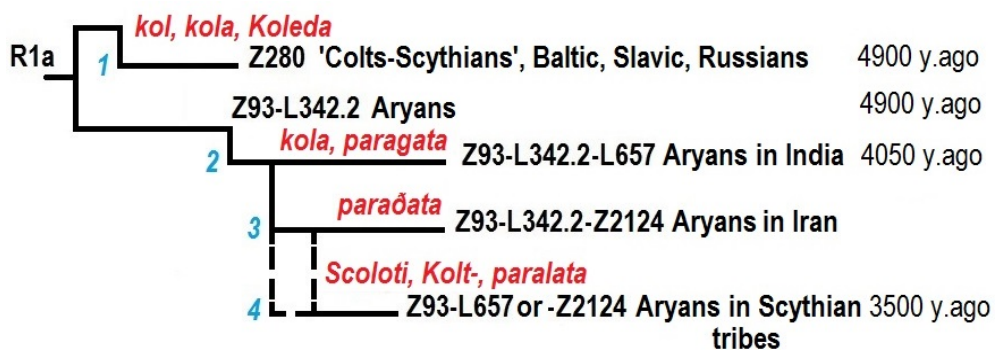 kol, kola, Koleda
R1a
1 Z280 'Colts-Scythians', Baltic, Slavic, Russians 4900 y.ago
Z93-L342.2 Aryans 4900 y.ago
kola, paragata
2 Z93-L342.2-L657 Aryans in India 4050 y.ago
paraðata
3 Z93-L342.2-Z2124 Aryans in Iran
Scoloti, Kolt-, paralata
4 Z93-L657 or -Z2124 Aryans in Scythian 3500 y.ago
tribes